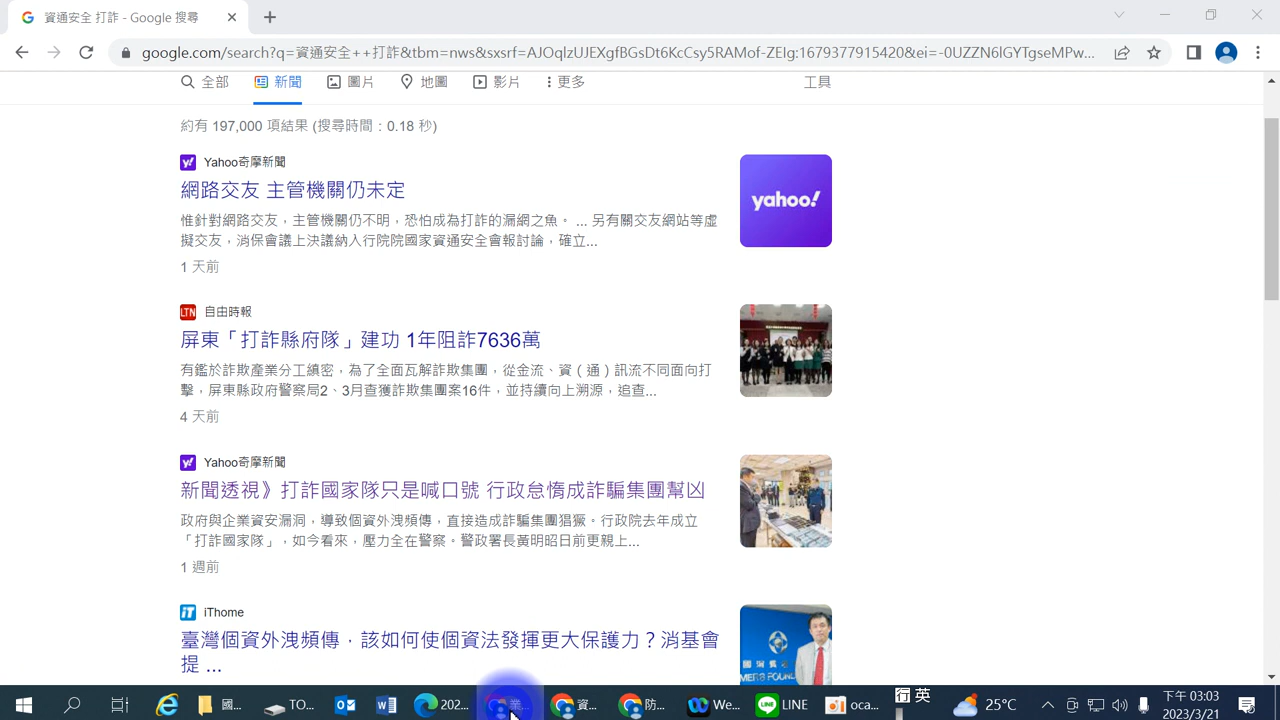 資通安全 打詐 - Google 搜尋
google.com/search?q=資通安全++打詐&tbm=nws&sxsrf=AJOqlzUJEXgfBGsDt6KcCsy5RAMof-ZEIg:1679377915420&ei=-0UZZN6lGYTgseMPw...
全部 新聞 圖片 地圖 影片 更多 工具
約有 197,000 項結果 (搜尋時間：0.18 秒)
Yahoo奇摩新聞
網路交友 主管機關仍未定
惟針對網路交友，主管機關仍不明，恐怕成為打詐的漏網之魚。 ... 另有關交友網站等虛
擬交友，消保會議上決議納入行院院國家資通安全會報討論，確立...
yahoo!
1 天前
LTN 自由時報
屏東「打詐縣府隊」建功 1年阻詐7636萬
有鑑於詐欺產業分工縝密，為了全面瓦解詐欺集團，從金流、資（通）訊流不同面向打
擊，屏東縣政府警察局2、3月查獲詐欺集團案16件，並持續向上溯源，追查...
4 天前
Yahoo奇摩新聞
新聞透視》打詐國家隊只是喊口號 行政怠惰成詐騙集團幫凶
政府與企業資安漏洞，導致個資外洩頻傳，直接造成詐騙集團猖獗。行政院去年成立
「打詐國家隊」，如今看來，壓力全在警察。警政署長黃明昭日前更親上...
1 週前
iT iThome
臺灣個資外洩頻傳，該如何使個資法發揮更大保護力？消基會
提 ...
國... TO... 202... 業... 資... 防... We... LINE oca... 行 英 25°C 下午 03:03
2023/3/21